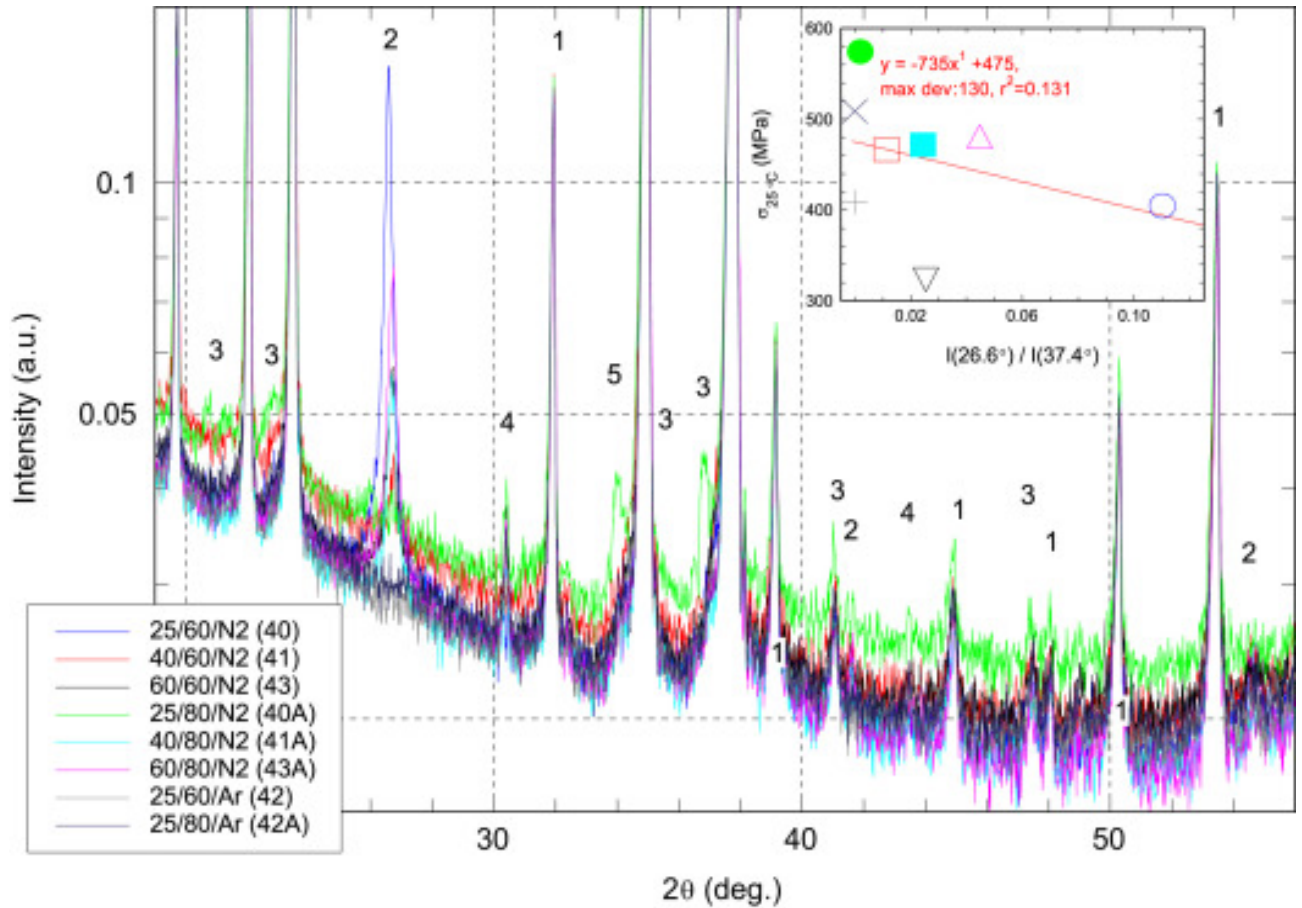 2
1
600
y = -735x¹ +475,
max dev:130, r²=0.131
500
400
300
σ25 °C (MPa)
0.02
0.06
0.10
I(26.6°) / I(37.4°)
1
0.1
3
3
5
3
3
4
0.05
3
2
4
1
3
1
2
1
1
Intensity (a.u.)
25/60/N2 (40)
40/60/N2 (41)
60/60/N2 (43)
25/80/N2 (40A)
40/80/N2 (41A)
60/80/N2 (43A)
25/60/Ar (42)
25/80/Ar (42A)
30
40
50
2θ (deg.)